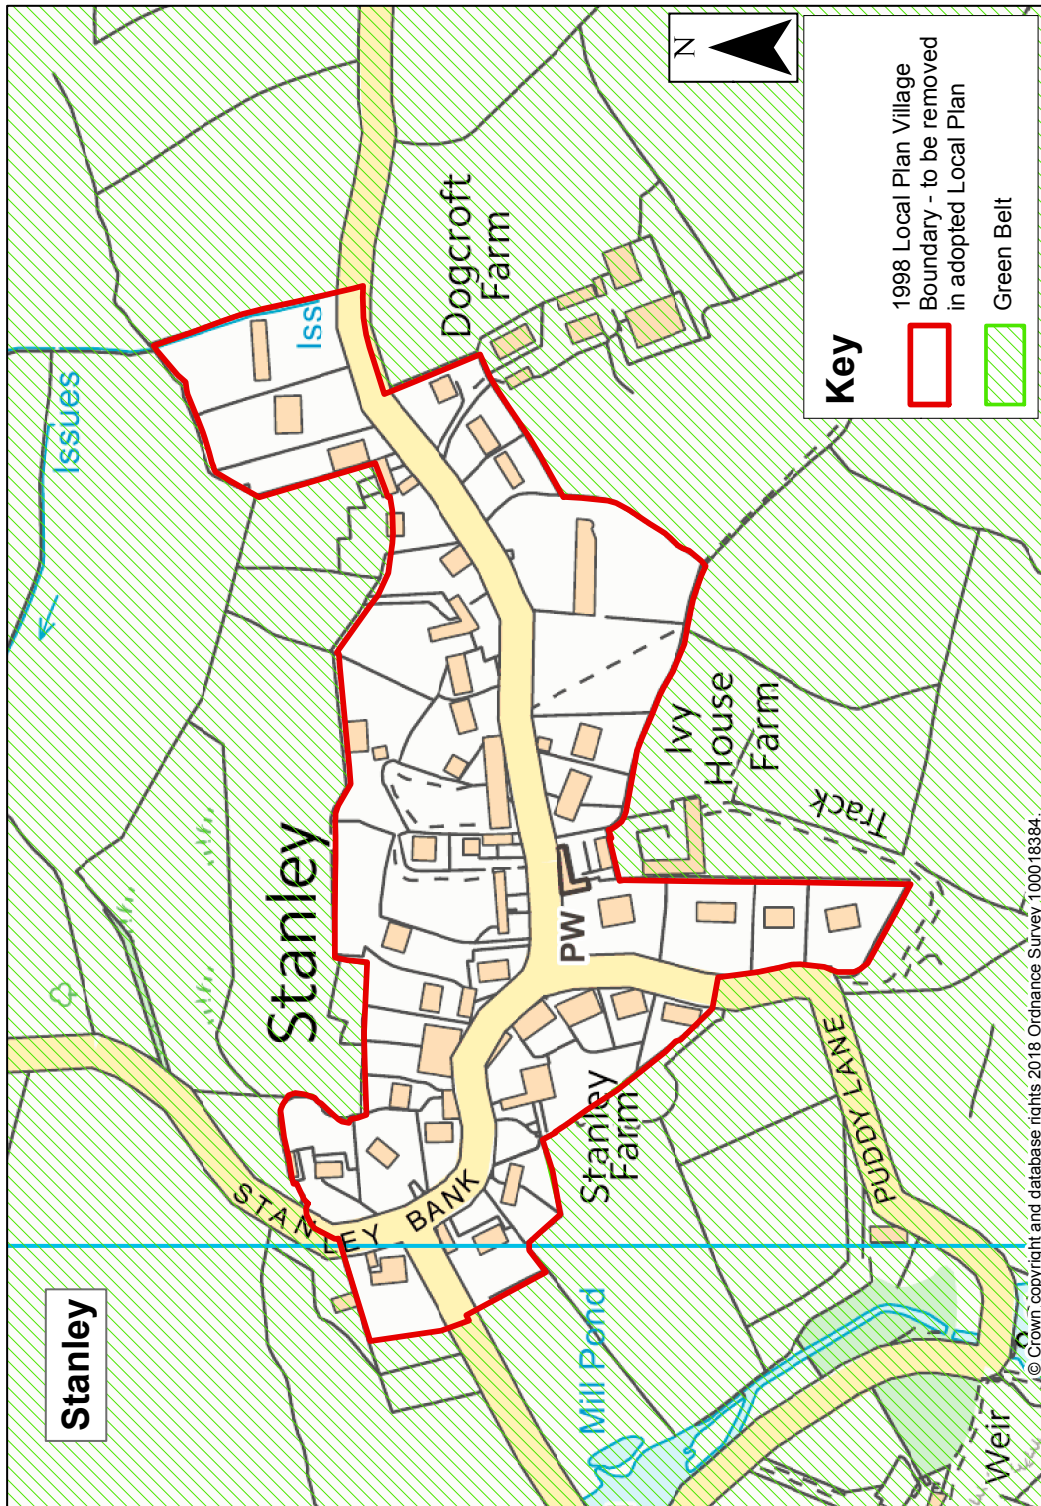 Stanley
Issues
Iss
Stanley
STANLEY BANK
Dogcroft
Farm
PW
Ivy
House
Farm
Track
Stanley
Farm
PUDDY LANE
Mill Pond
Weir
N
Key
1998 Local Plan Village
Boundary - to be removed
in adopted Local Plan
Green Belt
© Crown copyright and database rights 2018 Ordnance Survey 100018384.